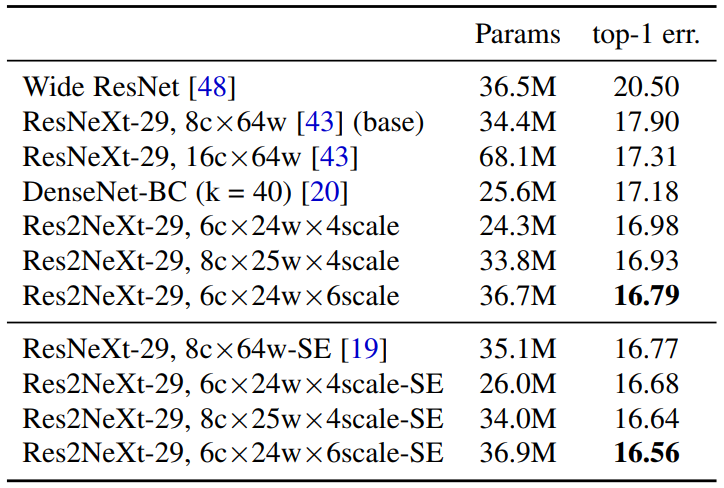 Params top-1 err.
Wide ResNet [48] 36.5M 20.50
ResNeXt-29, 8c×64w [43] (base) 34.4M 17.90
ResNeXt-29, 16c×64w [43] 68.1M 17.31
DenseNet-BC (k = 40) [20] 25.6M 17.18
Res2NeXt-29, 6c×24w×4scale 24.3M 16.98
Res2NeXt-29, 8c×25w×4scale 33.8M 16.93
Res2NeXt-29, 6c×24w×6scale 36.7M 16.79
ResNeXt-29, 8c×64w-SE [19] 35.1M 16.77
Res2NeXt-29, 6c×24w×4scale-SE 26.0M 16.68
Res2NeXt-29, 8c×25w×4scale-SE 34.0M 16.64
Res2NeXt-29, 6c×24w×6scale-SE 36.9M 16.56